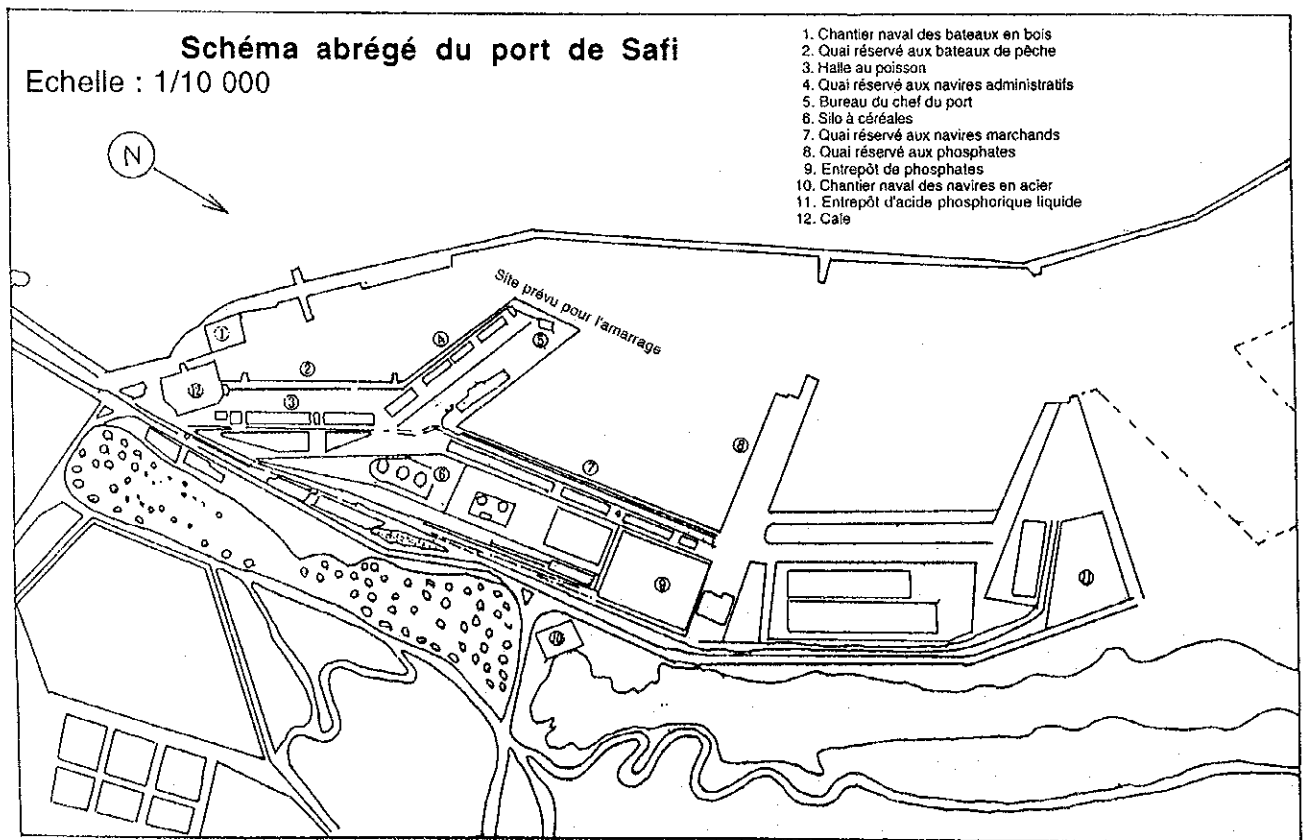 Schéma abrégé du port de Safi
Echelle : 1/10 000
1. Chantier naval des bateaux en bois
2. Quai réservé aux bateaux de pêche
3. Halle au poisson
4. Quai réservé aux navires administratifs
5. Bureau du chef du port
6. Silo à céréales
7. Quai réservé aux navires marchands
8. Quai réservé aux phosphates
9. Entrepôt de phosphates
10. Chantier naval des navires en acier
11. Entrepôt d'acide phosphorique liquide
12. Cale
N
Site prévu pour l'amarrage
1
4
5
2
12
3
8
7
6
9
11
10